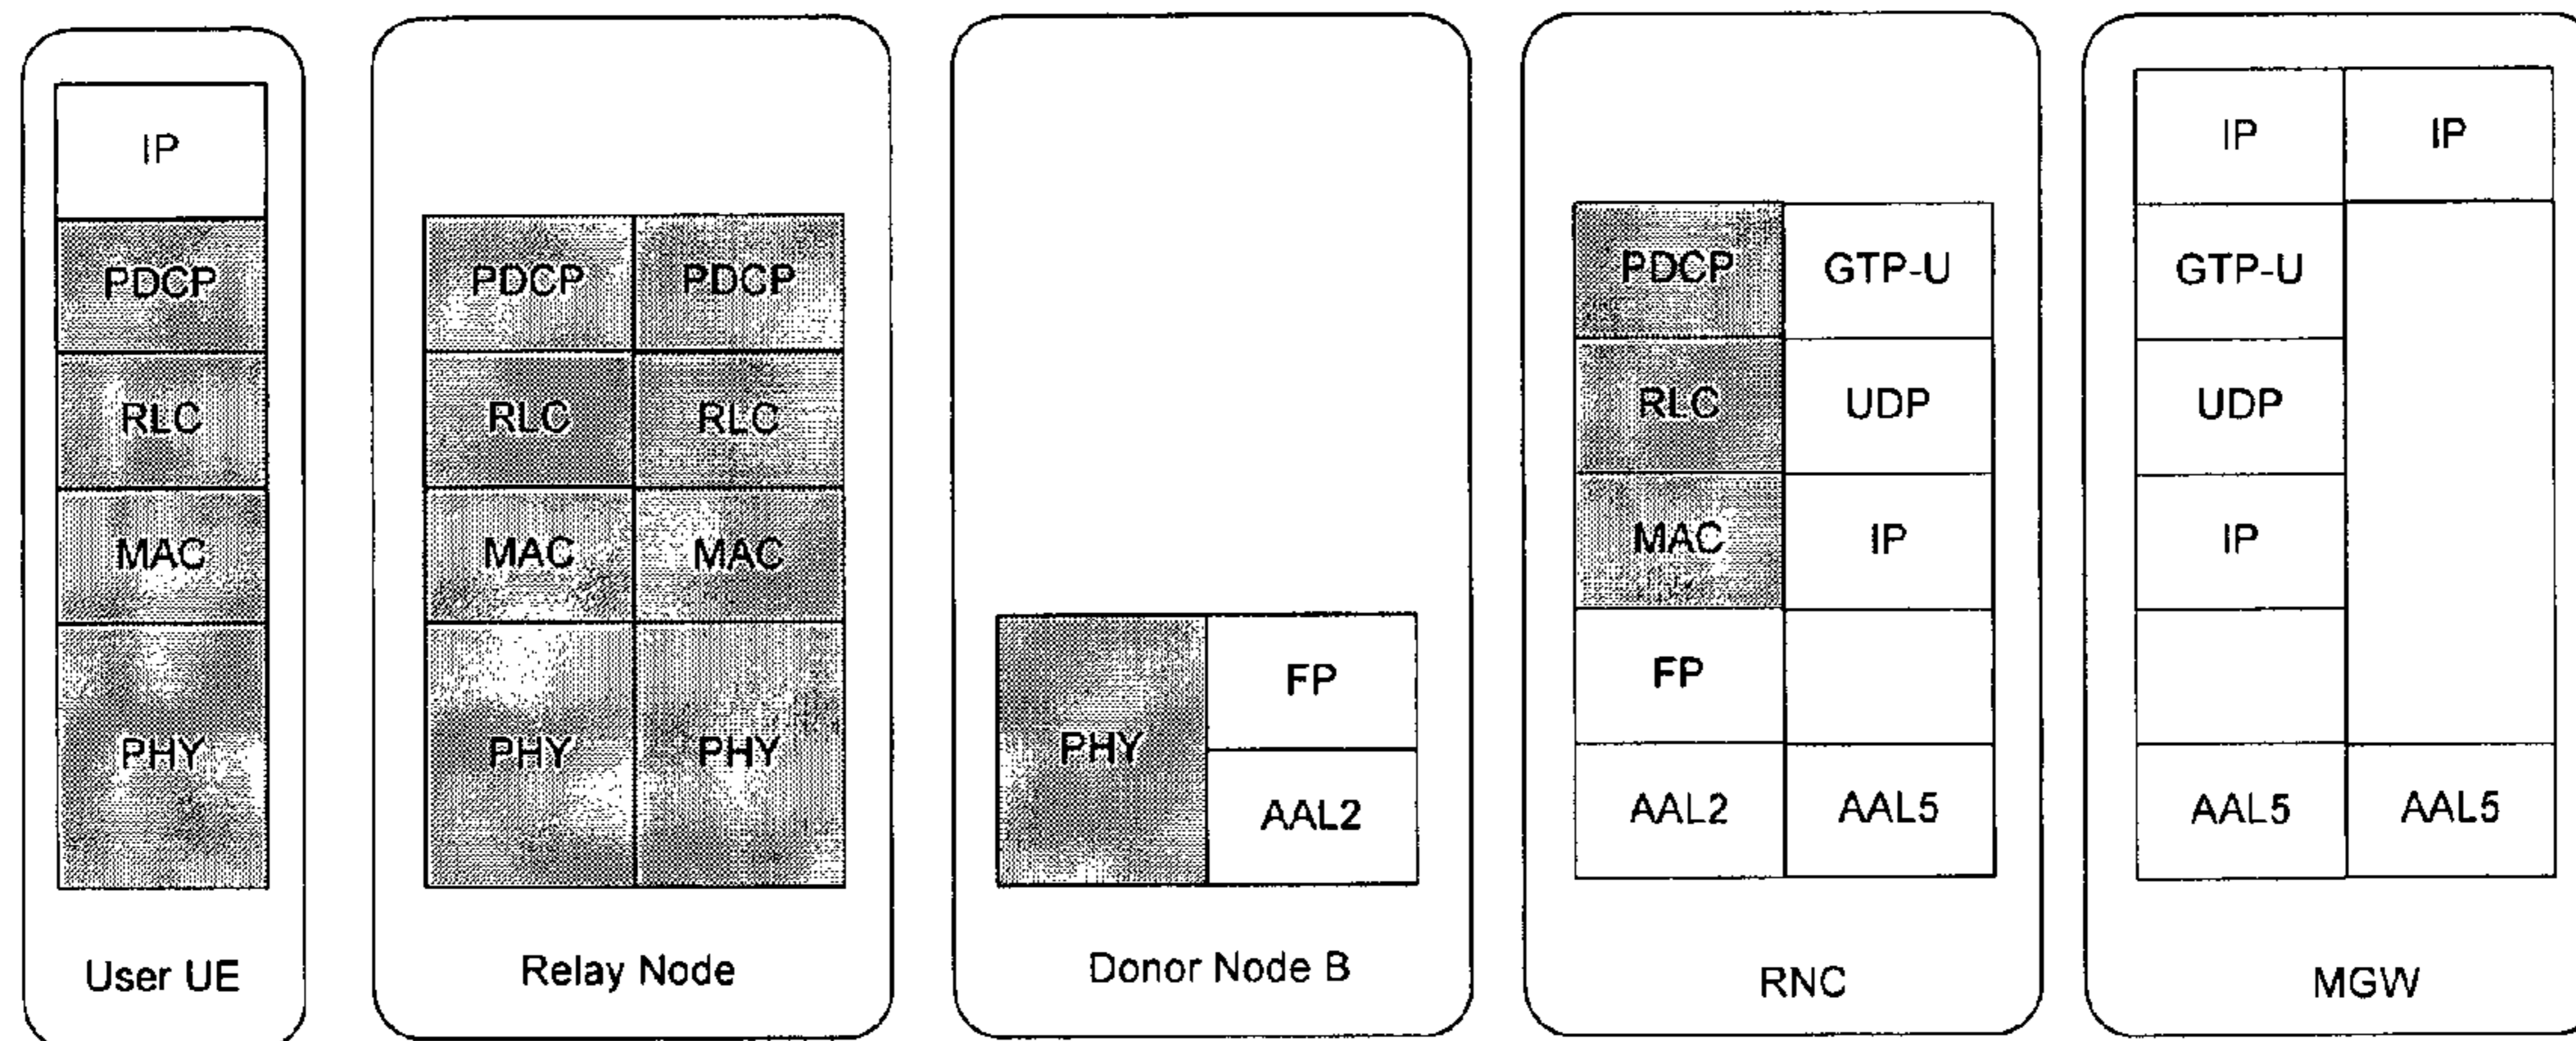 IP
PDCP
RLC
MAC
PHY
User UE
PDCP PDCP
RLC RLC
MAC MAC
PHY PHY
Relay Node
PHY
FP
AAL2
Donor Node B
PDCP GTP-U
RLC UDP
MAC IP
FP
AAL2 AAL5
RNC
IP IP
GTP-U
UDP
IP
AAL5 AAL5
MGW